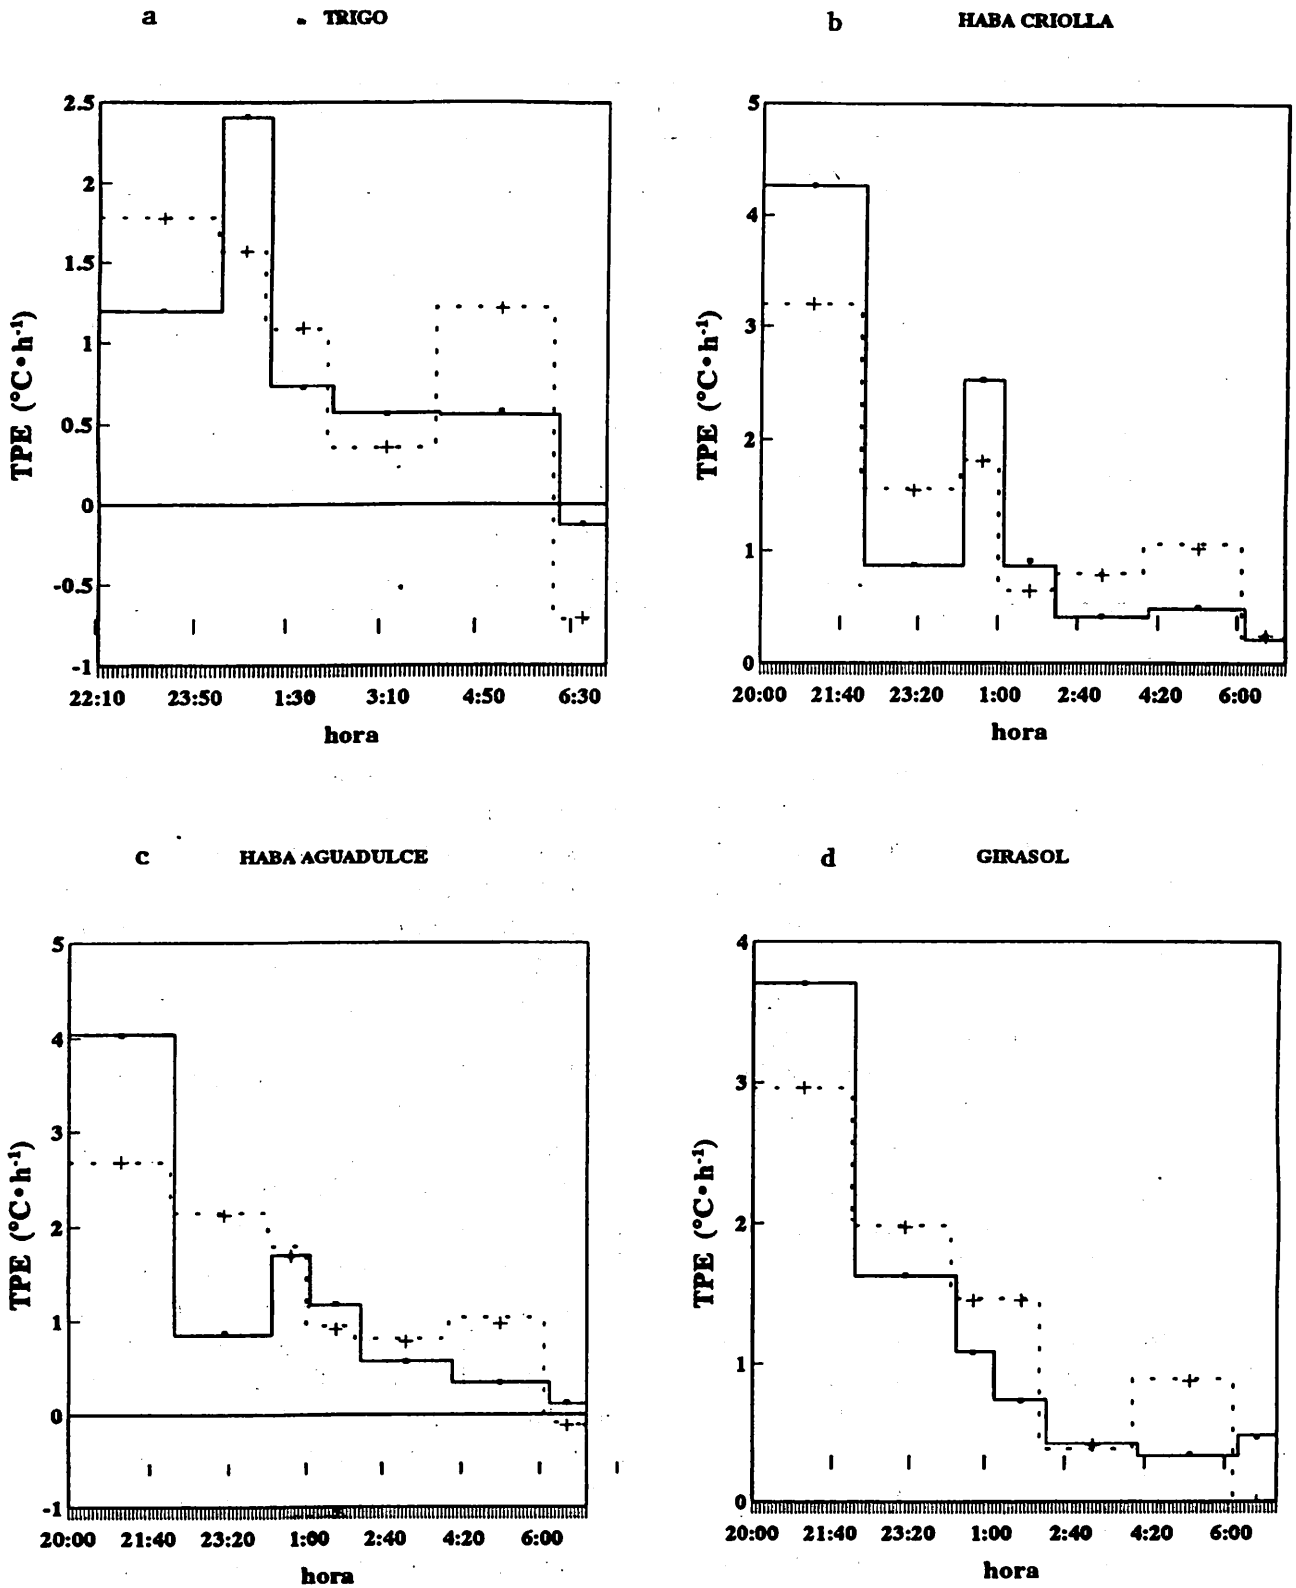 a TRIGO
2.5
2
1.5
1
0.5
0
-0.5
-1
TPE (°C•h-1)
22:10 23:50 1:30 3:10 4:50 6:30
hora
b HABA CRIOLLA
5
4
3
2
1
0
TPE (°C•h-1)
20:00 21:40 23:20 1:00 2:40 4:20 6:00
hora
c HABA AGUADULCE
5
4
3
2
1
0
-1
TPE (°C•h-1)
20:00 21:40 23:20 1:00 2:40 4:20 6:00
hora
d GIRASOL
4
3
2
1
0
TPE (°C•h-1)
20:00 21:40 23:20 1:00 2:40 4:20 6:00
hora